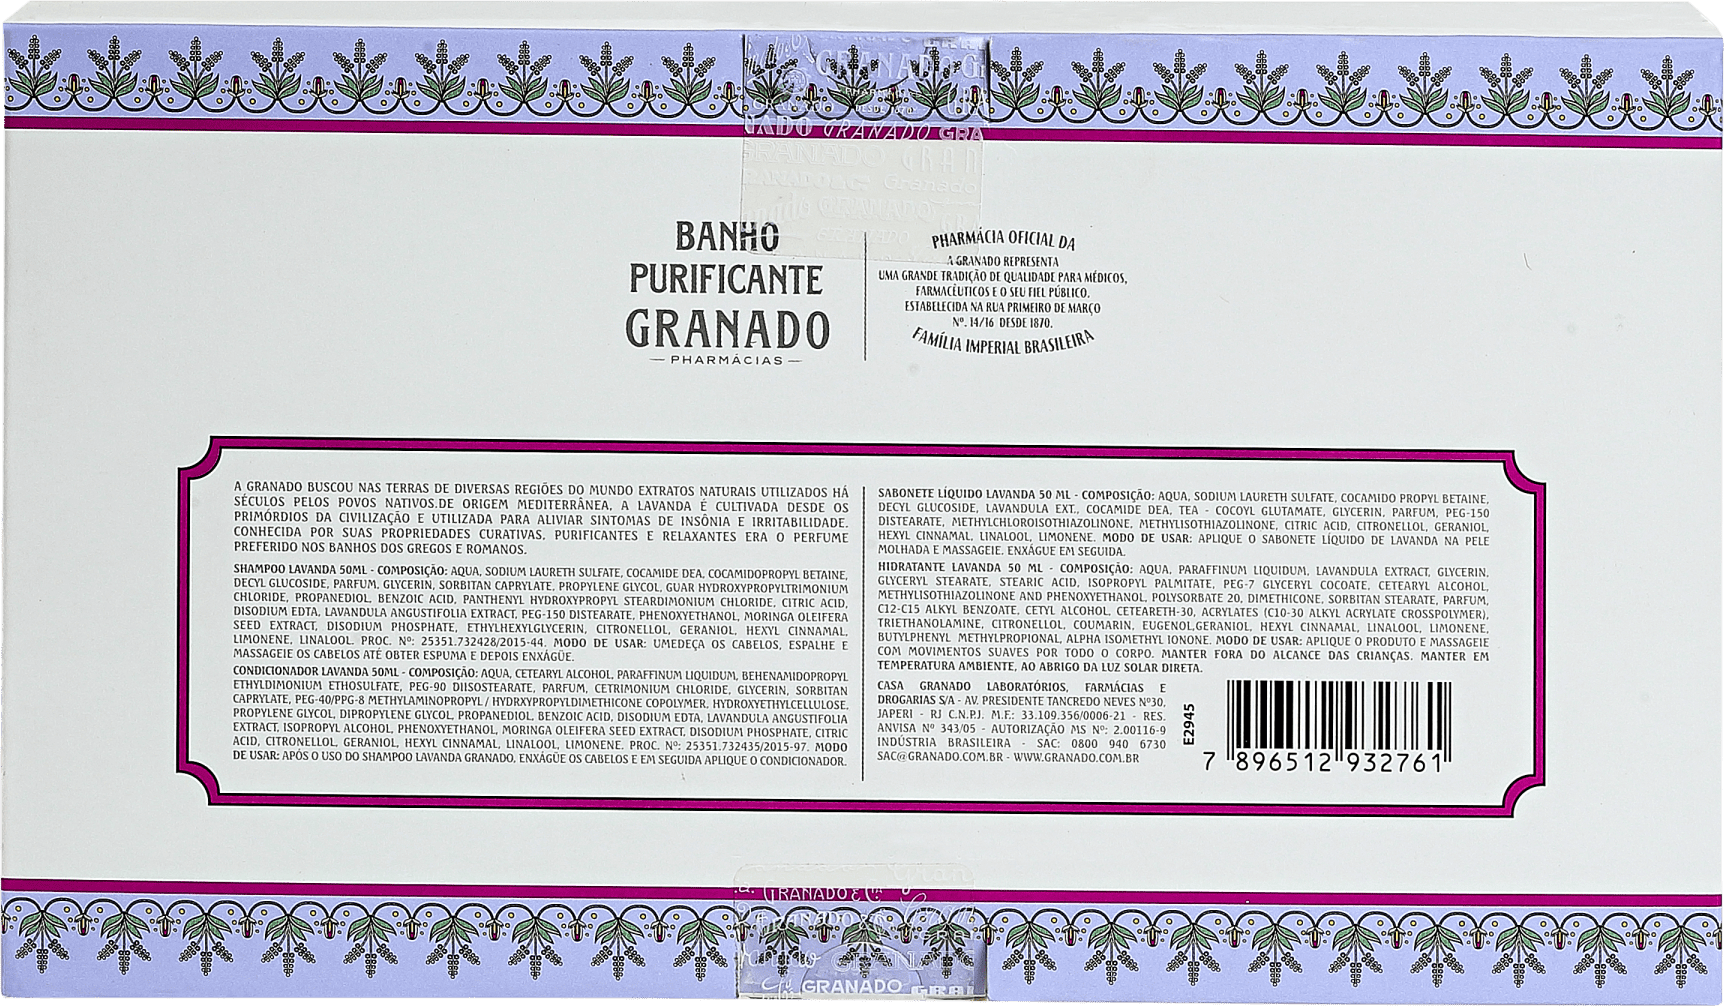 GRANADO
GRANADO
GRANADO
GRANADO
Granado
GRANADO
BANHO
PURIFICANTE
GRANADO
PHARMÁCIAS
PHARMÁCIA OFICIAL DA
A GRANADO REPRESENTA
UMA GRANDE TRADIÇÃO DE QUALIDADE PARA MÉDICOS,
FARMACÊUTICOS E O SEU FIEL PÚBLICO.
ESTABELECIDA NA RUA PRIMEIRO DE MARÇO
Nº. 14/16 DESDE 1870.
FAMÍLIA IMPERIAL BRASILEIRA
A GRANADO BUSCOU NAS TERRAS DE DIVERSAS REGIÕES DO MUNDO EXTRATOS NATURAIS UTILIZADOS HÁ
SÉCULOS PELOS POVOS NATIVOS.DE ORIGEM MEDITERRÂNEA, A LAVANDA É CULTIVADA DESDE OS
PRIMÓRDIOS DA CIVILIZAÇÃO E UTILIZADA PARA ALIVIAR SINTOMAS DE INSÔNIA E IRRITABILIDADE.
CONHECIDA POR SUAS PROPRIEDADES CURATIVAS, PURIFICANTES E RELAXANTES ERA O PERFUME
PREFERIDO NOS BANHOS DOS GREGOS E ROMANOS.
SHAMPOO LAVANDA 50ML - COMPOSIÇÃO: AQUA, SODIUM LAURETH SULFATE, COCAMIDE DEA, COCAMIDOPROPYL BETAINE,
DECYL GLUCOSIDE, PARFUM, GLYCERIN, SORBITAN CAPRYLATE, PROPYLENE GLYCOL, GUAR HYDROXYPROPYLTRIMONIUM
CHLORIDE, PROPANEDIOL, BENZOIC ACID, PANTHENYL HYDROXYPROPYL STEARDIMONIUM CHLORIDE, CITRIC ACID,
DISODIUM EDTA, LAVANDULA ANGUSTIFOLIA EXTRACT, PEG-150 DISTEARATE, PHENOXYETHANOL, MORINGA OLEIFERA
SEED EXTRACT, DISODIUM PHOSPHATE, ETHYLHEXYLGLYCERIN, CITRONELLOL, GERANIOL, HEXYL CINNAMAL,
LIMONENE, LINALOOL. PROC. Nº: 25351.732428/2015-44. MODO DE USAR: UMEDEÇA OS CABELOS, ESPALHE E
MASSAGEIE OS CABELOS ATÉ OBTER ESPUMA E DEPOIS ENXÁGÜE.
CONDICIONADOR LAVANDA 50ML - COMPOSIÇÃO: AQUA, CETEARYL ALCOHOL, PARAFFINUM LIQUIDUM, BEHENAMIDOPROPYL
ETHYLDIMONIUM ETHOSULFATE, PEG-90 DIISOSTEARATE, PARFUM, CETRIMONIUM CHLORIDE, GLYCERIN, SORBITAN
CAPRYLATE, PEG-40/PPG-8 METHYLAMINOPROPYL / HYDRXYPROPYLDIMETHICONE COPOLYMER, HYDROXYETHYLCELLULOSE,
PROPYLENE GLYCOL, DIPROPYLENE GLYCOL, PROPANEDIOL, BENZOIC ACID, DISODIUM EDTA, LAVANDULA ANGUSTIFOLIA
EXTRACT, ISOPROPYL ALCOHOL, PHENOXYETHANOL, MORINGA OLEIFERA SEED EXTRACT, DISODIUM PHOSPHATE, CITRIC
ACID, CITRONELLOL, GERANIOL, HEXYL CINNAMAL, LINALOOL, LIMONENE. PROC. Nº: 25351.732435/2015-97. MODO
DE USAR: APÓS O USO DO SHAMPOO LAVANDA GRANADO, ENXÁGÜE OS CABELOS E EM SEGUIDA APLIQUE O CONDICIONADOR.
SABONETE LÍQUIDO LAVANDA 50 ML - COMPOSIÇÃO: AQUA, SODIUM LAURETH SULFATE, COCAMIDO PROPYL BETAINE,
DECYL GLUCOSIDE, LAVANDULA EXT., COCAMIDE DEA, TEA - COCOYL GLUTAMATE, GLYCERIN, PARFUM, PEG-150
DISTEARATE, METHYLCHLOROISOTHIAZOLINONE, METHYLISOTHIAZOLINONE, CITRIC ACID, CITRONELLOL, GERANIOL,
HEXYL CINNAMAL, LINALOOL, LIMONENE. MODO DE USAR: APLIQUE O SABONETE LÍQUIDO DE LAVANDA NA PELE
MOLHADA E MASSAGEIE. ENXÁGUE EM SEGUIDA.
HIDRATANTE LAVANDA 50 ML - COMPOSIÇÃO: AQUA, PARAFFINUM LIQUIDUM, LAVANDULA EXTRACT, GLYCERIN,
GLYCERYL STEARATE, STEARIC ACID, ISOPROPYL PALMITATE, PEG-7 GLYCERYL COCOATE, CETEARYL ALCOHOL,
METHYLISOTHIAZOLINONE AND PHENOXYETHANOL, POLYSORBATE 20, DIMETHICONE, SORBITAN STEARATE, PARFUM,
C12-C15 ALKYL BENZOATE, CETYL ALCOHOL, CETEARETH-30, ACRYLATES (C10-30 ALKYL ACRYLATE CROSSPOLYMER),
TRIETHANOLAMINE, CITRONELLOL, COUMARIN, EUGENOL,GERANIOL, HEXYL CINNAMAL, LINALOOL, LIMONENE,
BUTYLPHENYL METHYLPROPIONAL, ALPHA ISOMETHYL IONONE. MODO DE USAR: APLIQUE O PRODUTO E MASSAGEIE
COM MOVIMENTOS SUAVES POR TODO O CORPO. MANTER FORA DO ALCANCE DAS CRIANÇAS. MANTER EM
TEMPERATURA AMBIENTE, AO ABRIGO DA LUZ SOLAR DIRETA.
CASA GRANADO LABORATÓRIOS, FARMÁCIAS E
DROGARIAS S/A - AV. PRESIDENTE TANCREDO NEVES Nº30,
JAPERI - RJ C.N.P.J. M.F.: 33.109.356/0006-21 - RES.
ANVISA Nº 343/05 - AUTORIZAÇÃO MS Nº: 2.00116-9
INDÚSTRIA BRASILEIRA - SAC: 0800 940 6730
SAC@GRANADO.COM.BR - WWW.GRANADO.COM.BR
E2945
7 896512 932761
GRANADO & Cia
GRANADO
GRANADO